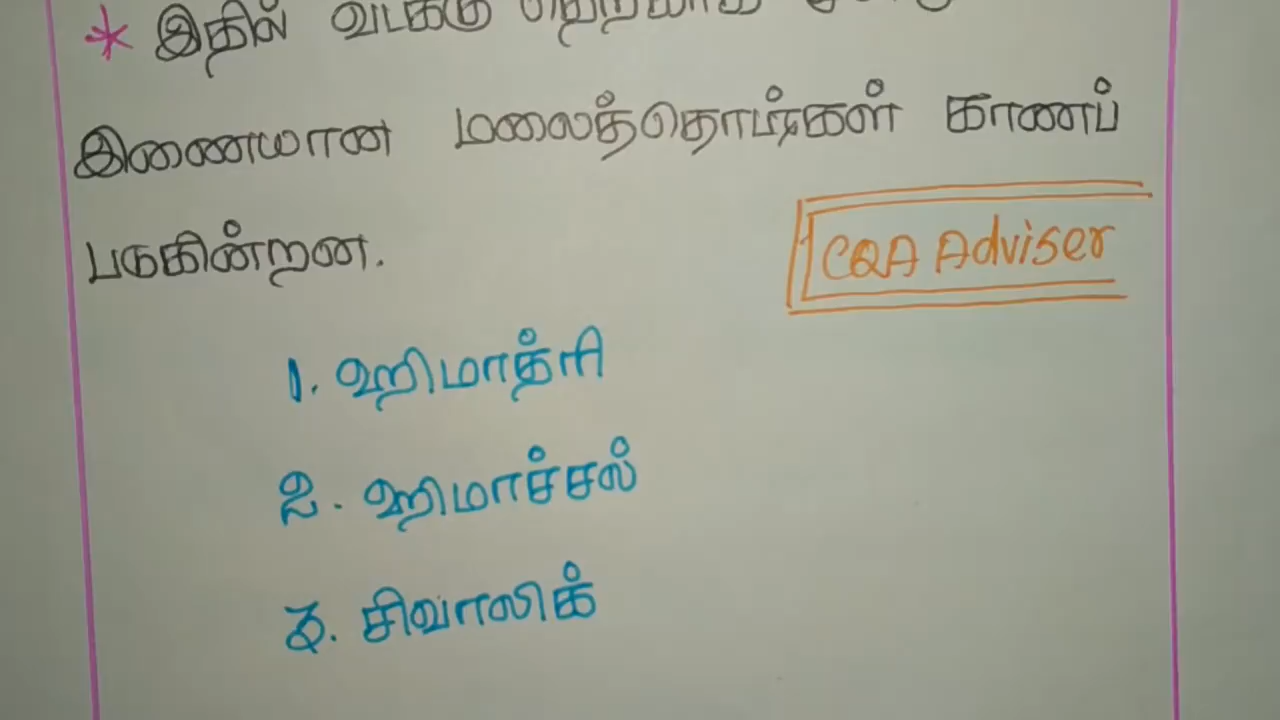 * இதில் வடக்கு தெற்காக
இணையான மலைத்தொடர்கள் காணப்
படுகின்றன.
CQA Adviser
1. ஹிமாத்ரி
2. ஹிமாச்சல்
3. சிவாலிக்